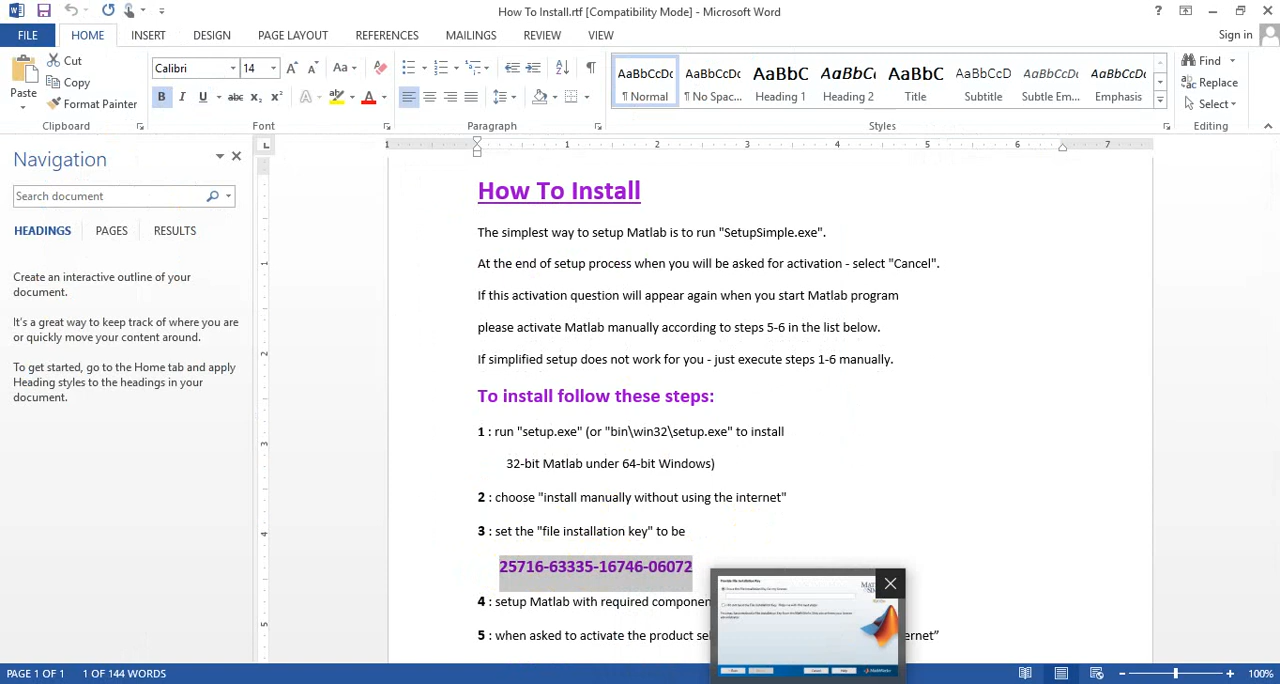 How To Install.rtf [Compatibility Mode] - Microsoft Word
Sign in
FILE HOME INSERT DESIGN PAGE LAYOUT REFERENCES MAILINGS REVIEW VIEW
Paste
Cut
Copy
Format Painter
Clipboard
Calibri 14
Font
Paragraph
AaBbCcDc AaBbCcDc AaBbC AaBbCc AaBbC AaBbCcD AaBbCcDc AaBbCcDc
¶ Normal ¶ No Spac... Heading 1 Heading 2 Title Subtitle Subtle Em... Emphasis
Styles
Find
Replace
Select
Editing
Navigation
Search document
HEADINGS PAGES RESULTS
Create an interactive outline of your
document.
It's a great way to keep track of where you are
or quickly move your content around.
To get started, go to the Home tab and apply
Heading styles to the headings in your
document.
1 1 2 3 4 5 6 7
How To Install
The simplest way to setup Matlab is to run "SetupSimple.exe".
At the end of setup process when you will be asked for activation - select "Cancel".
If this activation question will appear again when you start Matlab program
please activate Matlab manually according to steps 5-6 in the list below.
If simplified setup does not work for you - just execute steps 1-6 manually.
To install follow these steps:
1 : run "setup.exe" (or "bin\win32\setup.exe" to install
32-bit Matlab under 64-bit Windows)
2 : choose "install manually without using the internet"
3 : set the "file installation key" to be
25716-63335-16746-06072
4 : setup Matlab with required
5 : when asked to activate the product
PAGE 1 OF 1 1 OF 144 WORDS
100%